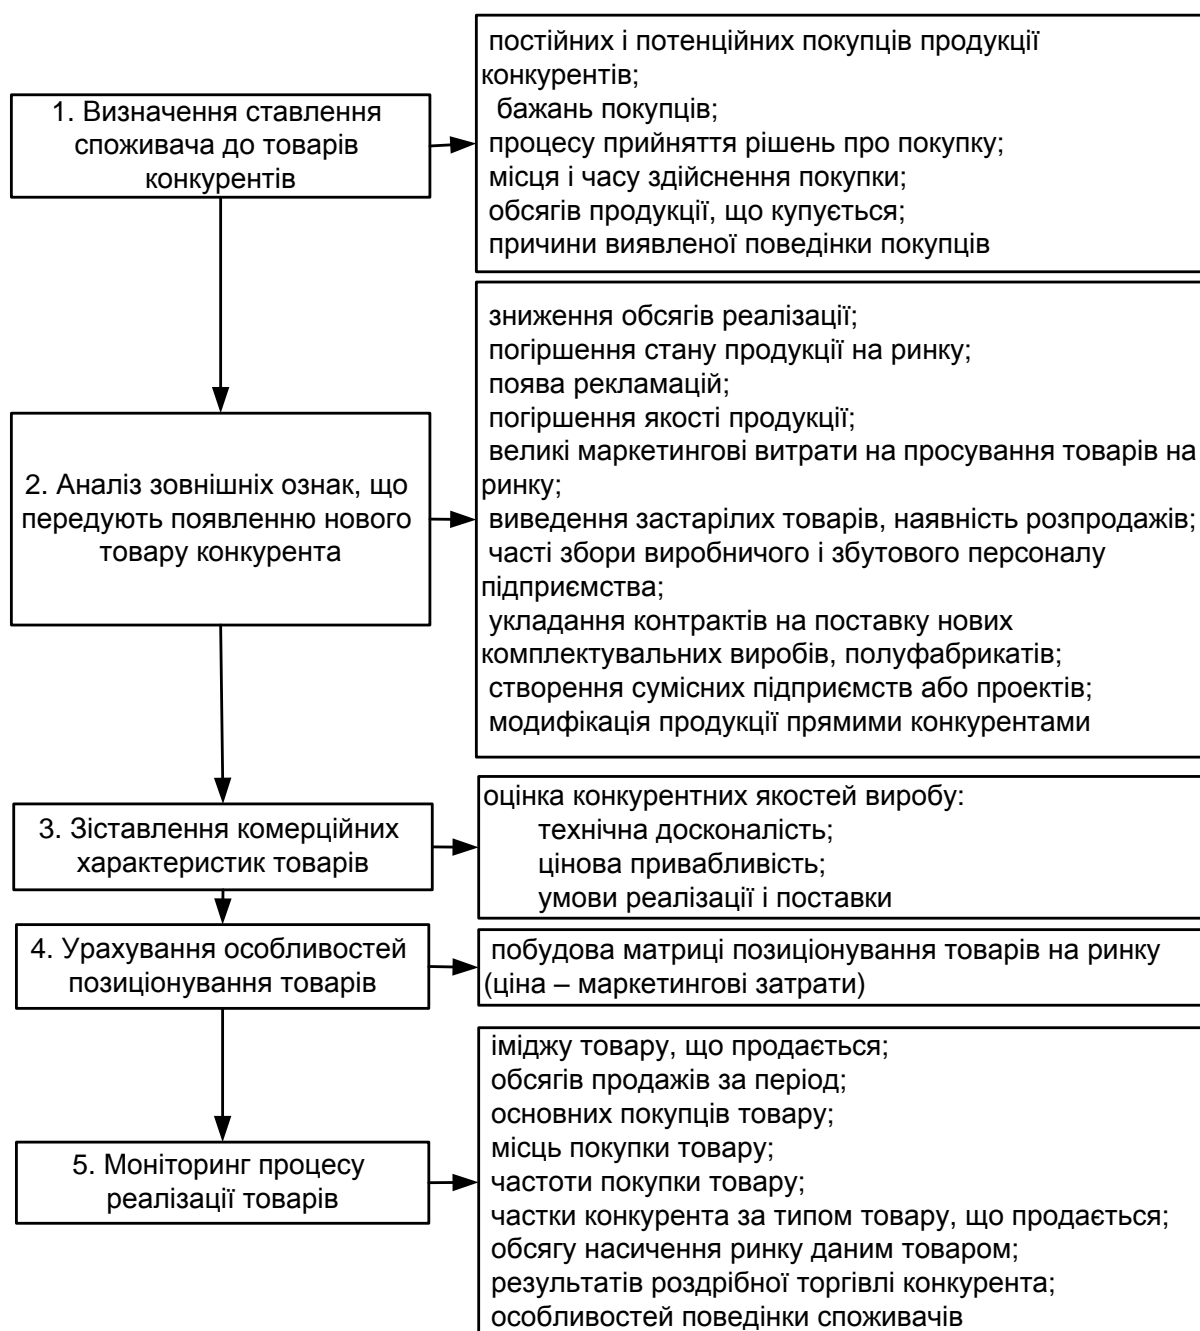 1. Визначення ставлення
споживача до товарів
конкурентів
постійних і потенційних покупців продукції
конкурентів;
бажань покупців;
процесу прийняття рішень про покупку;
місця і часу здійснення покупки;
обсягів продукції, що купується;
причини виявленої поведінки покупців
2. Аналіз зовнішніх ознак, що
передують появленню нового
товару конкурента
зниження обсягів реалізації;
погіршення стану продукції на ринку;
поява рекламацій;
погіршення якості продукції;
великі маркетингові витрати на просування товарів на
ринку;
виведення застарілих товарів, наявність розпродажів;
часті збори виробничого і збутового персоналу
підприємства;
укладання контрактів на поставку нових
комплектувальних виробів, полуфабрикатів;
створення сумісних підприємств або проектів;
модифікація продукції прямими конкурентами
3. Зіставлення комерційних
характеристик товарів
оцінка конкурентних якостей виробу:
технічна досконалість;
цінова привабливість;
умови реалізації і поставки
4. Урахування особливостей
позиціонування товарів
побудова матриці позиціонування товарів на ринку
(ціна – маркетингові затрати)
5. Моніторинг процесу
реалізації товарів
іміджу товару, що продається;
обсягів продажів за період;
основних покупців товару;
місць покупки товару;
частоти покупки товару;
частки конкурента за типом товару, що продається;
обсягу насичення ринку даним товаром;
результатів роздрібної торгівлі конкурента;
особливостей поведінки споживачів